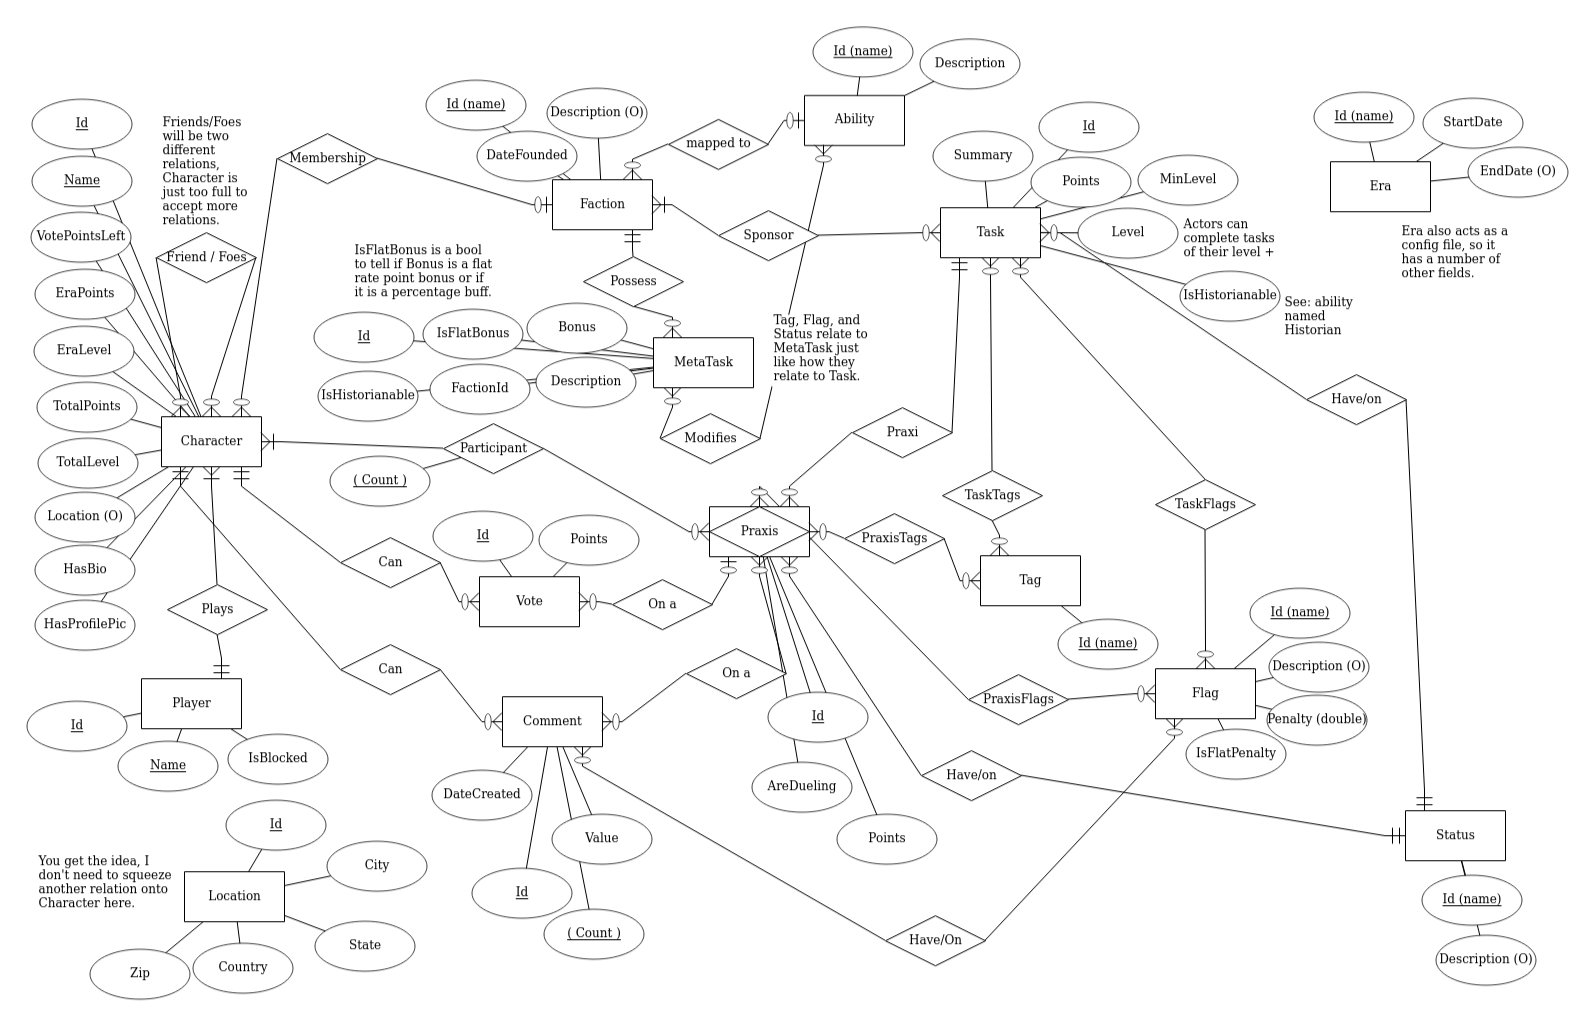 Id (name)
Description
Ability
Id (name)
Description (O)
DateFounded
Faction
mapped to
Id
Summary
Points
MinLevel
Level
Task
Actors can
complete tasks
of their level +
IsHistorianable
See: ability
named
Historian
Id (name)
StartDate
EndDate (O)
Era
Era also acts as a
config file, so it
has a number of
other fields.
Id
Name
VotePointsLeft
EraPoints
EraLevel
TotalPoints
TotalLevel
Location (O)
HasBio
HasProfilePic
Friends/Foes
will be two
different
relations,
Character is
just too full to
accept more
relations.
Friend / Foes
Membership
Sponsor
Possess
IsFlatBonus is a bool
to tell if Bonus is a flat
rate point bonus or if
it is a percentage buff.
Id
IsFlatBonus
Bonus
MetaTask
IsHistorianable
FactionId
Description
Tag, Flag, and
Status relate to
MetaTask just
like how they
relate to Task.
Modifies
Have/on
Character
Participant
( Count )
Praxi
TaskTags
TaskFlags
Praxis
PraxisTags
Tag
Id (name)
Id
Points
Can
Vote
On a
Plays
Can
On a
Player
Id
Name
IsBlocked
Comment
DateCreated
Value
Id
( Count )
Id
AreDueling
Points
PraxisFlags
Flag
Id (name)
Description (O)
Penalty (double)
IsFlatPenalty
Have/on
Have/On
Status
Id (name)
Description (O)
You get the idea, I
don't need to squeeze
another relation onto
Character here.
Id
City
Location
State
Zip
Country